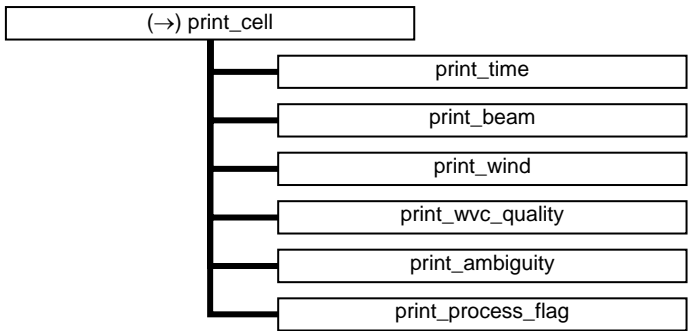 (→) print_cell
print_time
print_beam
print_wind
print_wvc_quality
print_ambiguity
print_process_flag